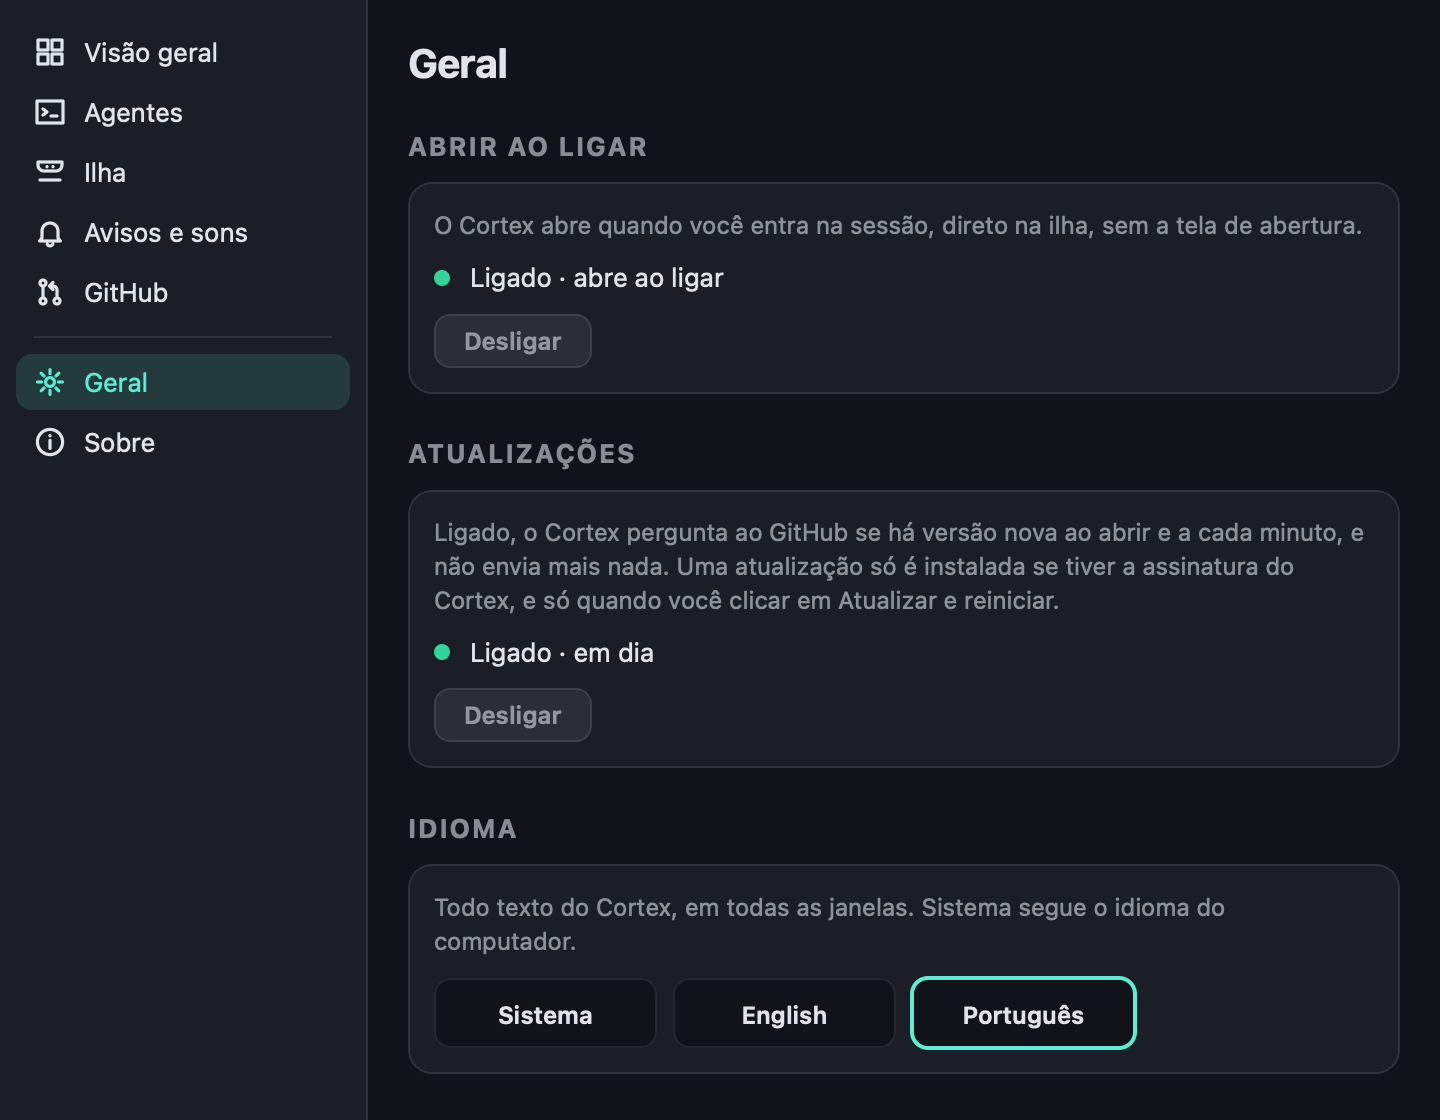 Visão geral
Agentes
Ilha
Avisos e sons
GitHub
Geral
Sobre
Geral
ABRIR AO LIGAR
O Cortex abre quando você entra na sessão, direto na ilha, sem a tela de abertura.
Ligado · abre ao ligar
Desligar
ATUALIZAÇÕES
Ligado, o Cortex pergunta ao GitHub se há versão nova ao abrir e a cada minuto, e
não envia mais nada. Uma atualização só é instalada se tiver a assinatura do
Cortex, e só quando você clicar em Atualizar e reiniciar.
Ligado · em dia
Desligar
IDIOMA
Todo texto do Cortex, em todas as janelas. Sistema segue o idioma do
computador.
Sistema
English
Português